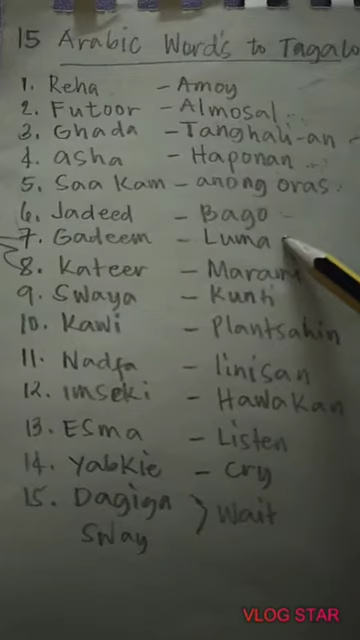 15 Arabic Words to Tagalo
1. Reha - Amoy
2. Futoor - Almosal
3. Ghada - Tanghali-an
4. asha - Haponan
5. Saa Kam - anong oras
6. Jadeed - Bago
7. Gadeem - Luma
8. Kateer - Marami
9. Swaya - Kunti
10. Kawi - Plantsahin
11. Nadfa - linisan
12. imseki - Hawakan
13. ESma - Listen
14. Yabkie - Cry
15. Dagiga } Wait
Sway
VLOG STAR